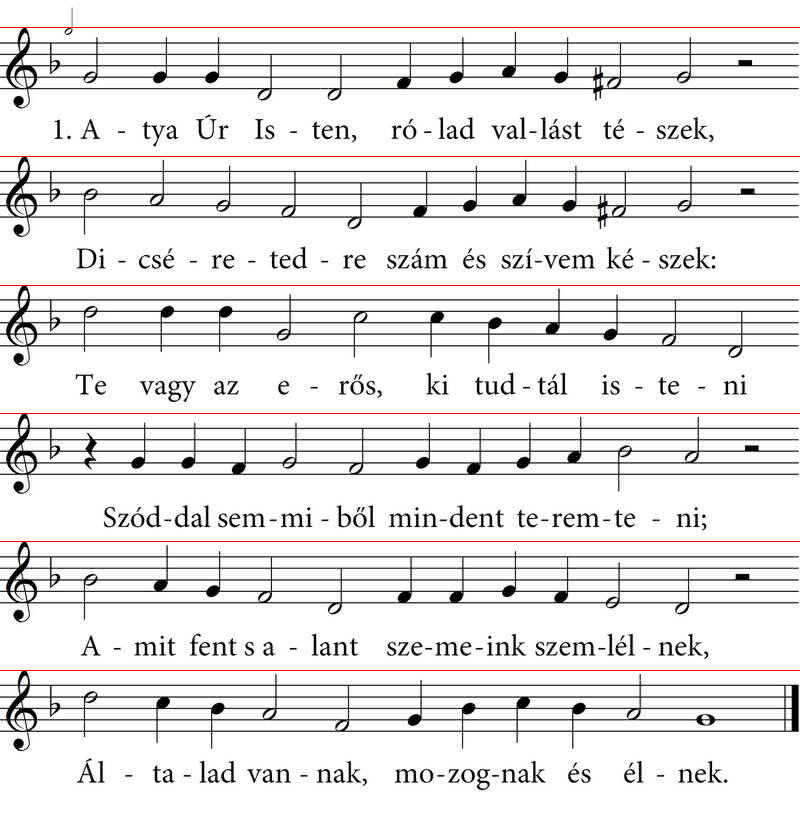 1. A - tya Úr Is - ten, ró - lad val - lást té - szek,
Di - csé - re - ted - re szám és szí - vem ké - szek:
Te vagy az e - rős, ki tud - tál is - te - ni
Szód - dal sem - mi - ből min - dent te - rem - te - ni;
A - mit fent s a - lant sze - me - ink szem - lél - nek,
Ál - ta - lad van - nak, mo - zog - nak és él - nek.